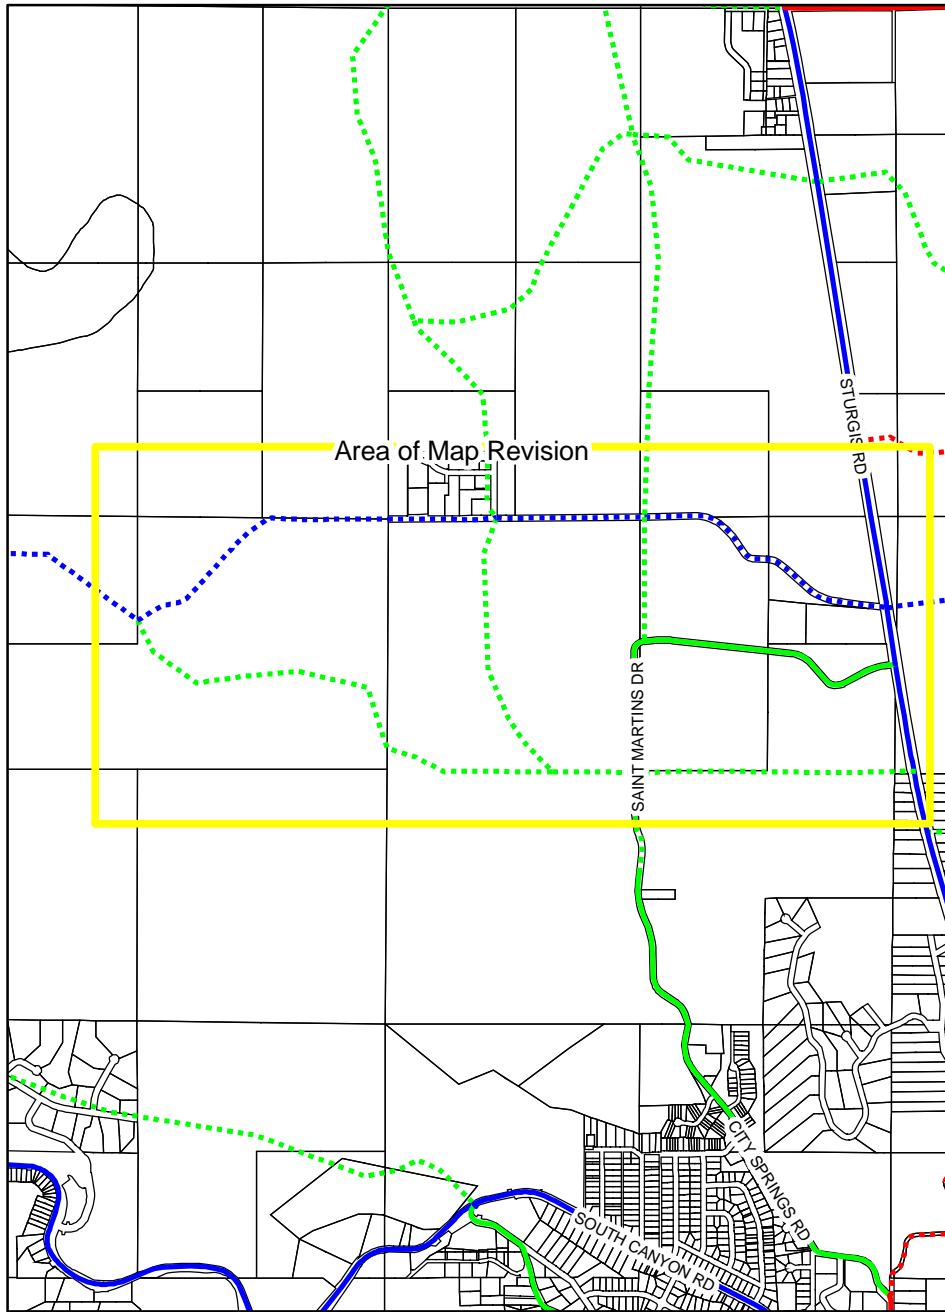 STURGIS RD
Area of Map Revision
SAINT MARTINS DR
CITY SPRINGS RD
SOUTH CANYON RD